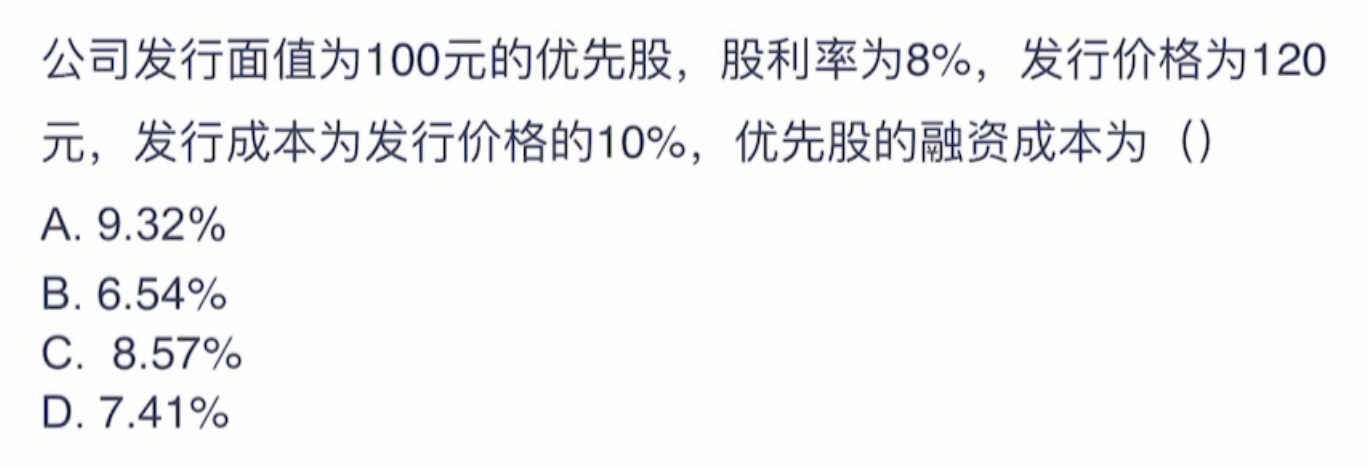 公司发行面值为100元的优先股，股利率为8%，发行价格为120
元，发行成本为发行价格的10%，优先股的融资成本为（）
A. 9.32%
B. 6.54%
C.  8.57%
D. 7.41%